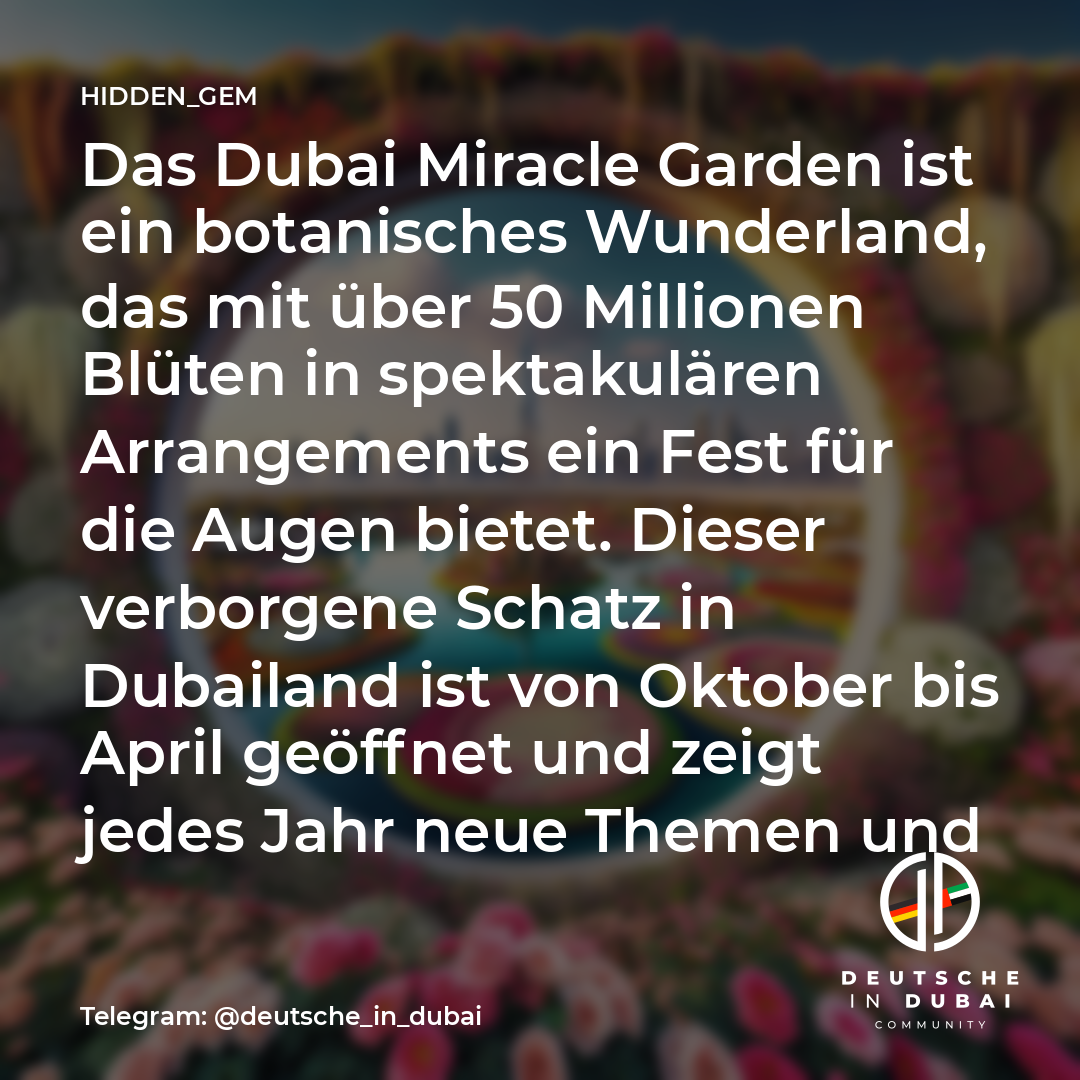 HIDDEN_GEM
Das Dubai Miracle Garden ist
ein botanisches Wunderland,
das mit über 50 Millionen
Blüten in spektakulären
Arrangements ein Fest für
die Augen bietet. Dieser
verborgene Schatz in
Dubailand ist von Oktober bis
April geöffnet und zeigt
jedes Jahr neue Themen und
DEUTSCHE
IN DUBAI
COMMUNITY
Telegram: @deutsche_in_dubai